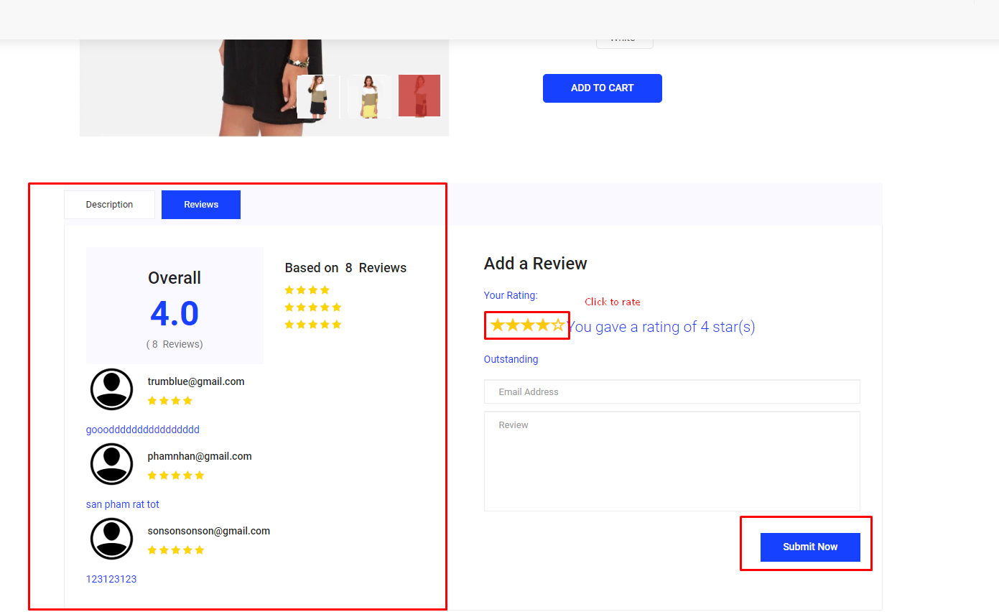 White
ADD TO CART
Description
Reviews
Overall
4.0
( 8 Reviews)
Based on 8 Reviews
trumblue@gmail.com
goooddddddddddddddddd
phamnhan@gmail.com
san pham rat tot
sonsonsonson@gmail.com
123123123
Add a Review
Your Rating:
Click to rate
You gave a rating of 4 star(s)
Outstanding
Email Address
Review
Submit Now